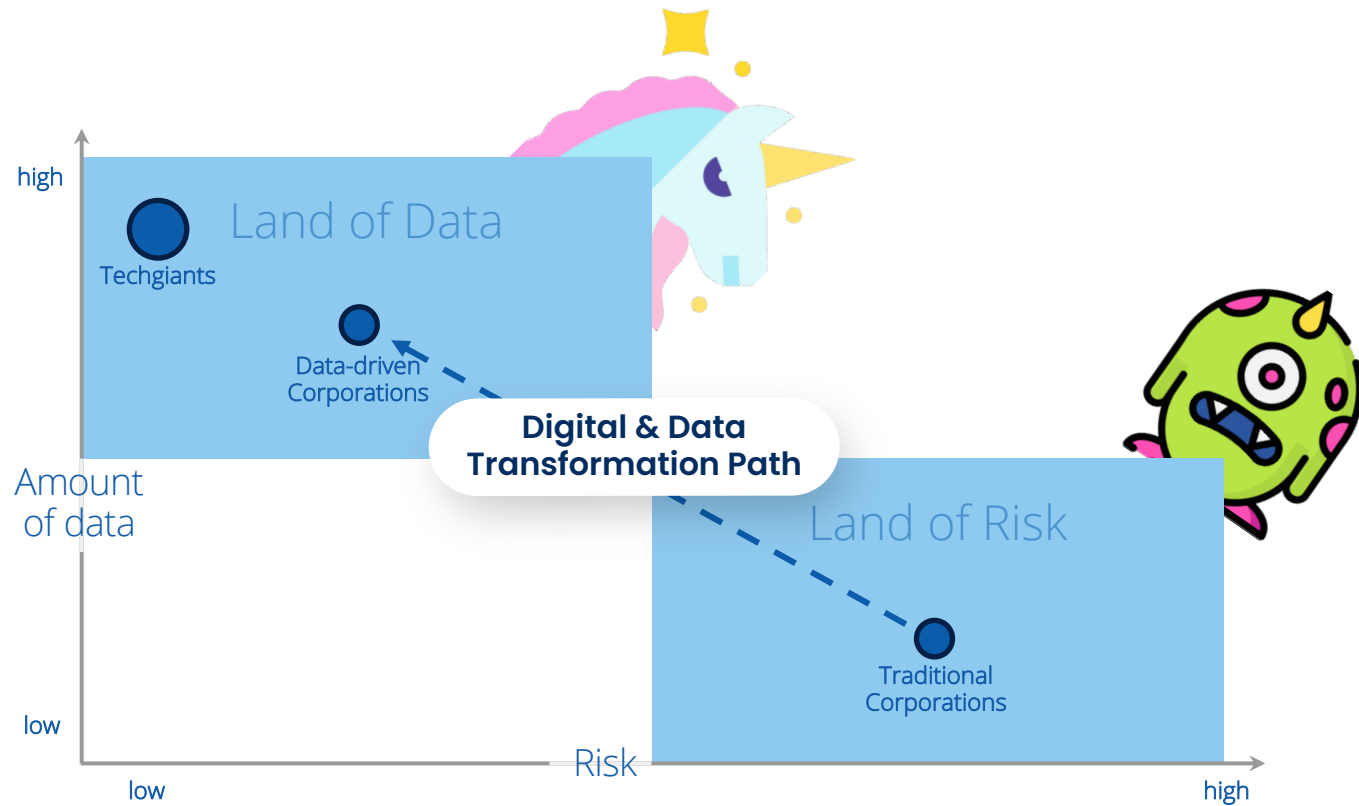 high
Land of Data
Techgiants
Data-driven
Corporations
Digital & Data
Transformation Path
Amount
of data
Land of Risk
Traditional
Corporations
low
Risk
low
high